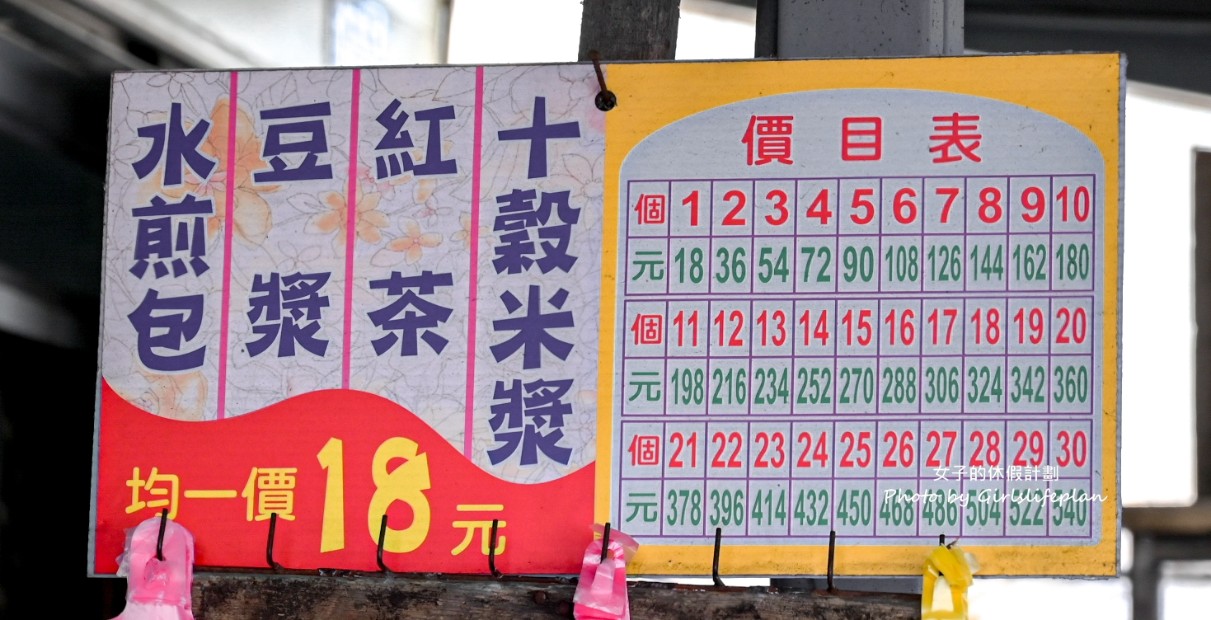 水煎包
豆漿
紅茶
十穀米漿
均一價18元
價目表
個 1 2 3 4 5 6 7 8 9 10
元 18 36 54 72 90 108 126 144 162 180
個 11 12 13 14 15 16 17 18 19 20
元 198 216 234 252 270 288 306 324 342 360
個 21 22 23 24 25 26 27 28 29 30
元 378 396 414 432 450 468 486 504 522 540
女子的休假計劃
Photo by Girlslifeplan